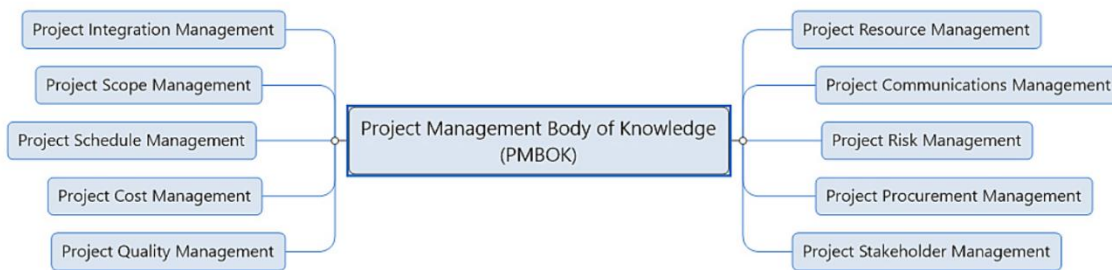 Project Integration Management
Project Scope Management
Project Schedule Management
Project Cost Management
Project Quality Management
Project Management Body of Knowledge
(PMBOK)
Project Resource Management
Project Communications Management
Project Risk Management
Project Procurement Management
Project Stakeholder Management